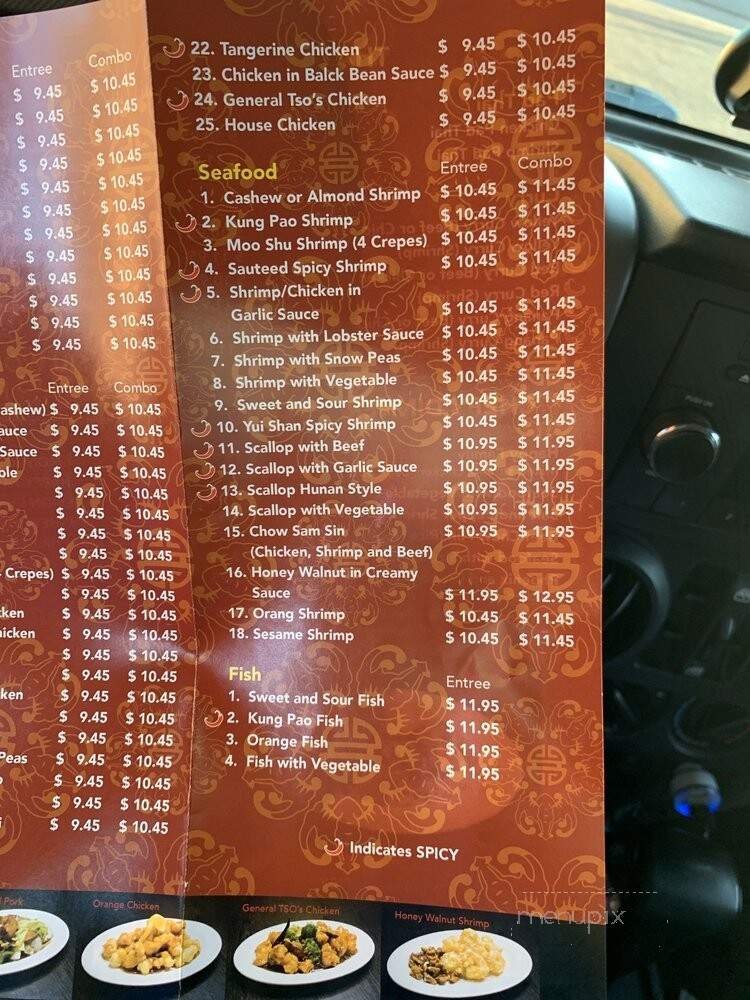 Entree Combo
$ 9.45 $ 10.45
$ 9.45 $ 10.45
$ 9.45 $ 10.45
$ 9.45 $ 10.45
$ 9.45 $ 10.45
$ 9.45 $ 10.45
$ 9.45 $ 10.45
$ 9.45 $ 10.45
$ 9.45 $ 10.45
$ 9.45 $ 10.45
$ 9.45 $ 10.45
$ 9.45 $ 10.45
Entree Combo
ashew) $ 9.45 $ 10.45
auce $ 9.45 $ 10.45
Sauce $ 9.45 $ 10.45
ble $ 9.45 $ 10.45
$ 9.45 $ 10.45
$ 9.45 $ 10.45
$ 9.45 $ 10.45
$ 9.45 $ 10.45
Crepes) $ 9.45 $ 10.45
$ 9.45 $ 10.45
ken $ 9.45 $ 10.45
hicken $ 9.45 $ 10.45
$ 9.45 $ 10.45
$ 9.45 $ 10.45
ken $ 9.45 $ 10.45
$ 9.45 $ 10.45
$ 9.45 $ 10.45
Peas $ 9.45 $ 10.45
$ 9.45 $ 10.45
$ 9.45 $ 10.45
$ 9.45 $ 10.45
22. Tangerine Chicken $ 9.45 $ 10.45
23. Chicken in Balck Bean Sauce $ 9.45 $ 10.45
24. General Tso's Chicken $ 9.45 $ 10.45
25. House Chicken $ 9.45 $ 10.45
Seafood Entree Combo
1. Cashew or Almond Shrimp $ 10.45 $ 11.45
2. Kung Pao Shrimp $ 10.45 $ 11.45
3. Moo Shu Shrimp (4 Crepes) $ 10.45 $ 11.45
4. Sauteed Spicy Shrimp $ 10.45 $ 11.45
5. Shrimp/Chicken in
Garlic Sauce $ 10.45 $ 11.45
6. Shrimp with Lobster Sauce $ 10.45 $ 11.45
7. Shrimp with Snow Peas $ 10.45 $ 11.45
8. Shrimp with Vegetable $ 10.45 $ 11.45
9. Sweet and Sour Shrimp $ 10.45 $ 11.45
10. Yui Shan Spicy Shrimp $ 10.45 $ 11.45
11. Scallop with Beef $ 10.95 $ 11.95
12. Scallop with Garlic Sauce $ 10.95 $ 11.95
13. Scallop Hunan Style $ 10.95 $ 11.95
14. Scallop with Vegetable $ 10.95 $ 11.95
15. Chow Sam Sin $ 10.95 $ 11.95
(Chicken, Shrimp and Beef)
16. Honey Walnut in Creamy
Sauce $ 11.95 $ 12.95
17. Orang Shrimp $ 10.45 $ 11.45
18. Sesame Shrimp $ 10.45 $ 11.45
Fish Entree
1. Sweet and Sour Fish $ 11.95
2. Kung Pao Fish $ 11.95
3. Orange Fish $ 11.95
4. Fish with Vegetable $ 11.95
Indicates SPICY
Pork
Orange Chicken
General TSO's Chicken
Honey Walnut Shrimp
menupix